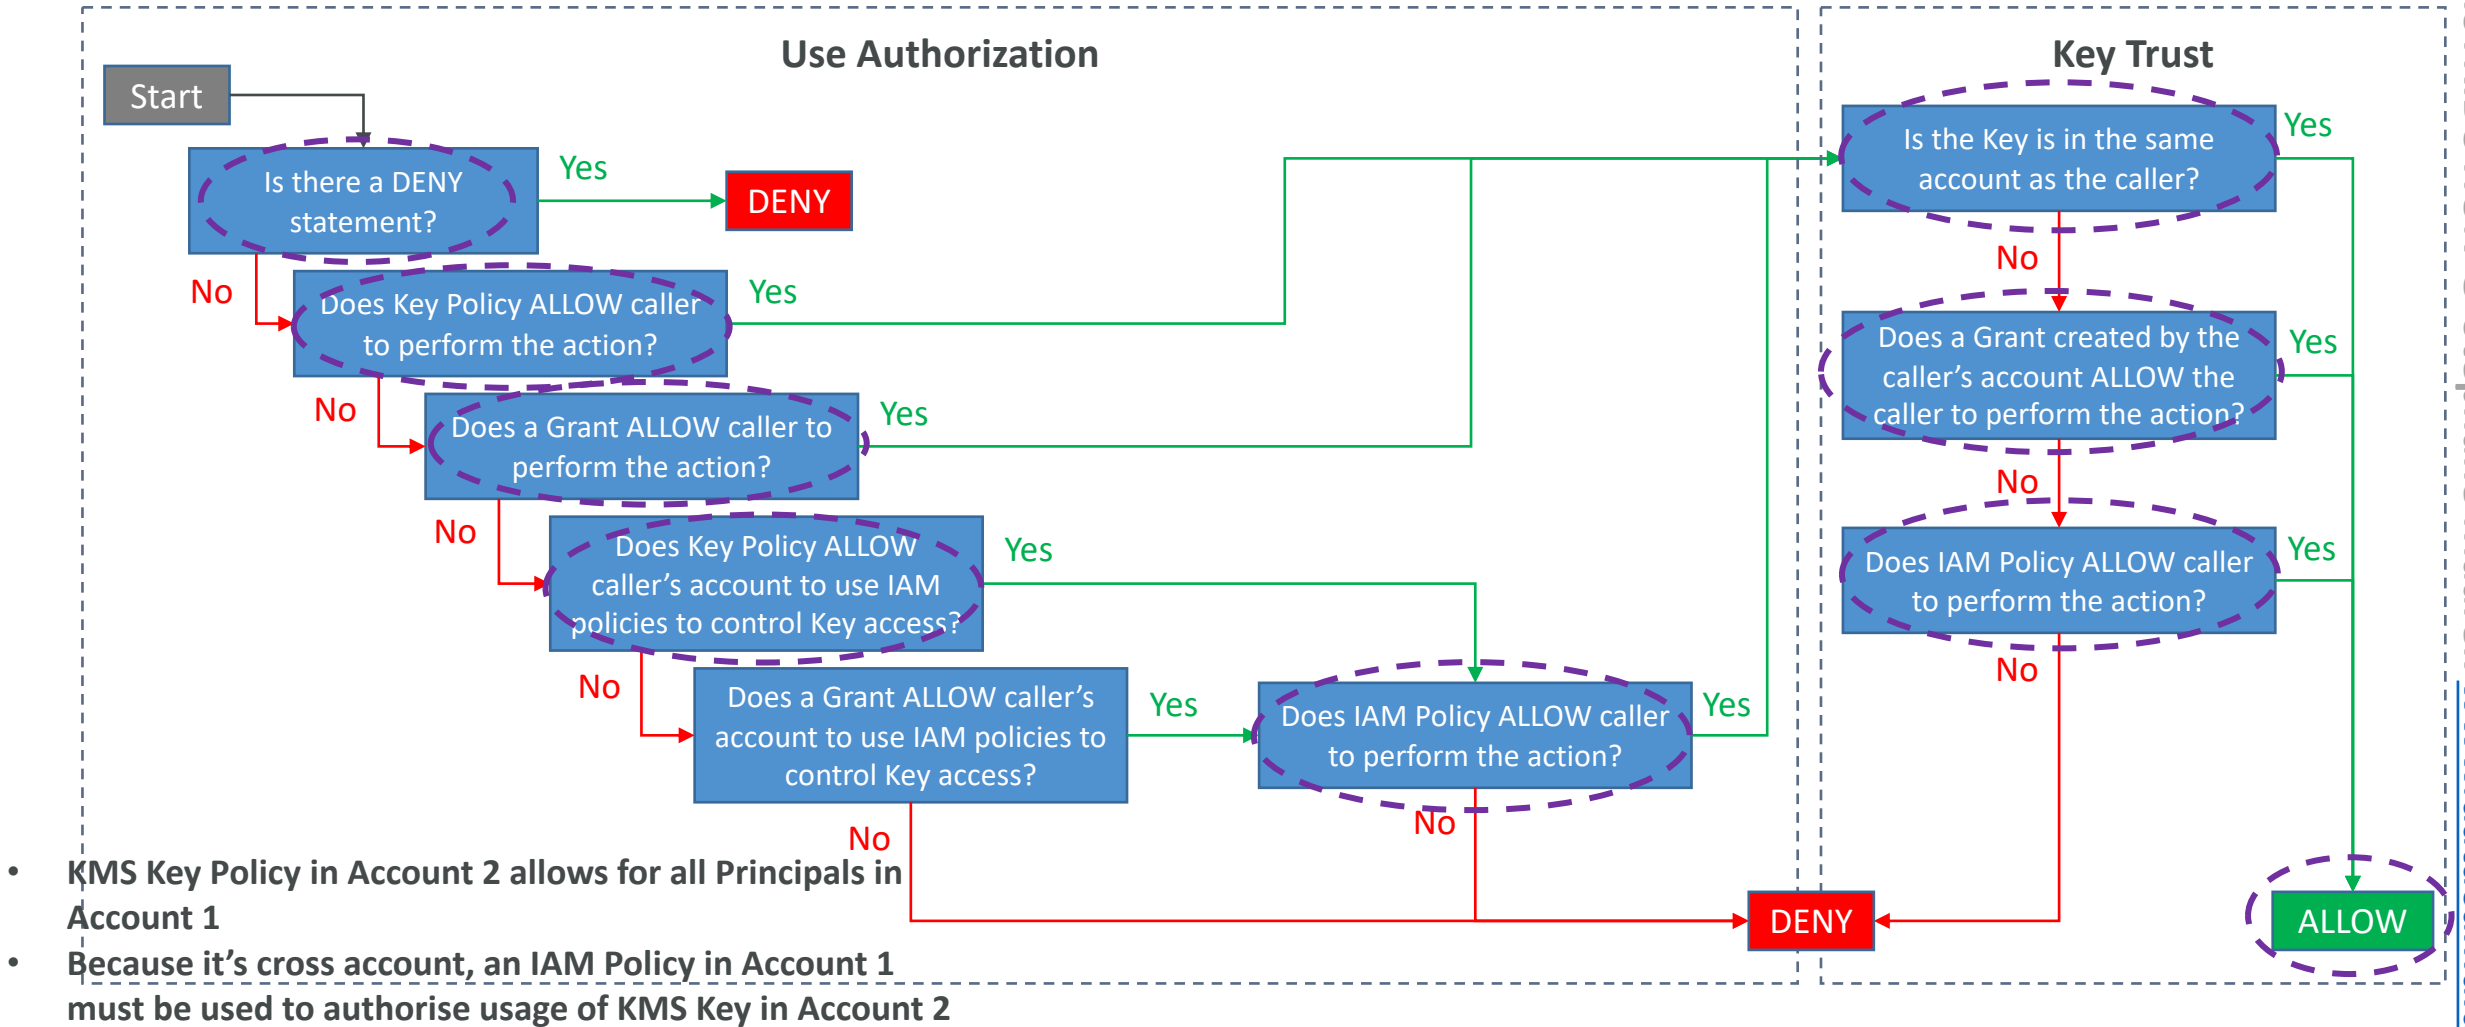 Use Authorization
Key Trust
Start
Is there a DENY
statement?
Yes
DENY
No
Does Key Policy ALLOW caller
to perform the action?
Yes
No
Does a Grant ALLOW caller to
perform the action?
Yes
No
Does Key Policy ALLOW
caller's account to use IAM
policies to control Key access?
Yes
No
Does a Grant ALLOW caller's
account to use IAM policies to
control Key access?
Yes
No
Does IAM Policy ALLOW caller
to perform the action?
Yes
No
DENY
Is the Key is in the same
account as the caller?
Yes
No
Does a Grant created by the
caller's account ALLOW the
caller to perform the action?
Yes
No
Does IAM Policy ALLOW caller
to perform the action?
Yes
No
ALLOW
• KMS Key Policy in Account 2 allows for all Principals in
Account 1
• Because it's cross account, an IAM Policy in Account 1
must be used to authorise usage of KMS Key in Account 2